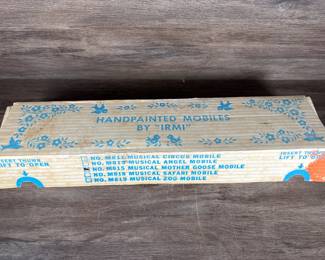 HANDPAINTED MOBILES
BY "IRMI"
INSERT THUMB
LIFT TO OPEN
NO. M811 MUSICAL CIRCUS MOBILE
NO. M813 MUSICAL ANGEL MOBILE
NO. M815 MUSICAL MOTHER GOOSE MOBILE
NO. M818 MUSICAL SAFARI MOBILE
NO. M819 MUSICAL ZOO MOBILE
INSERT THUMB
LIFT TO OPEN